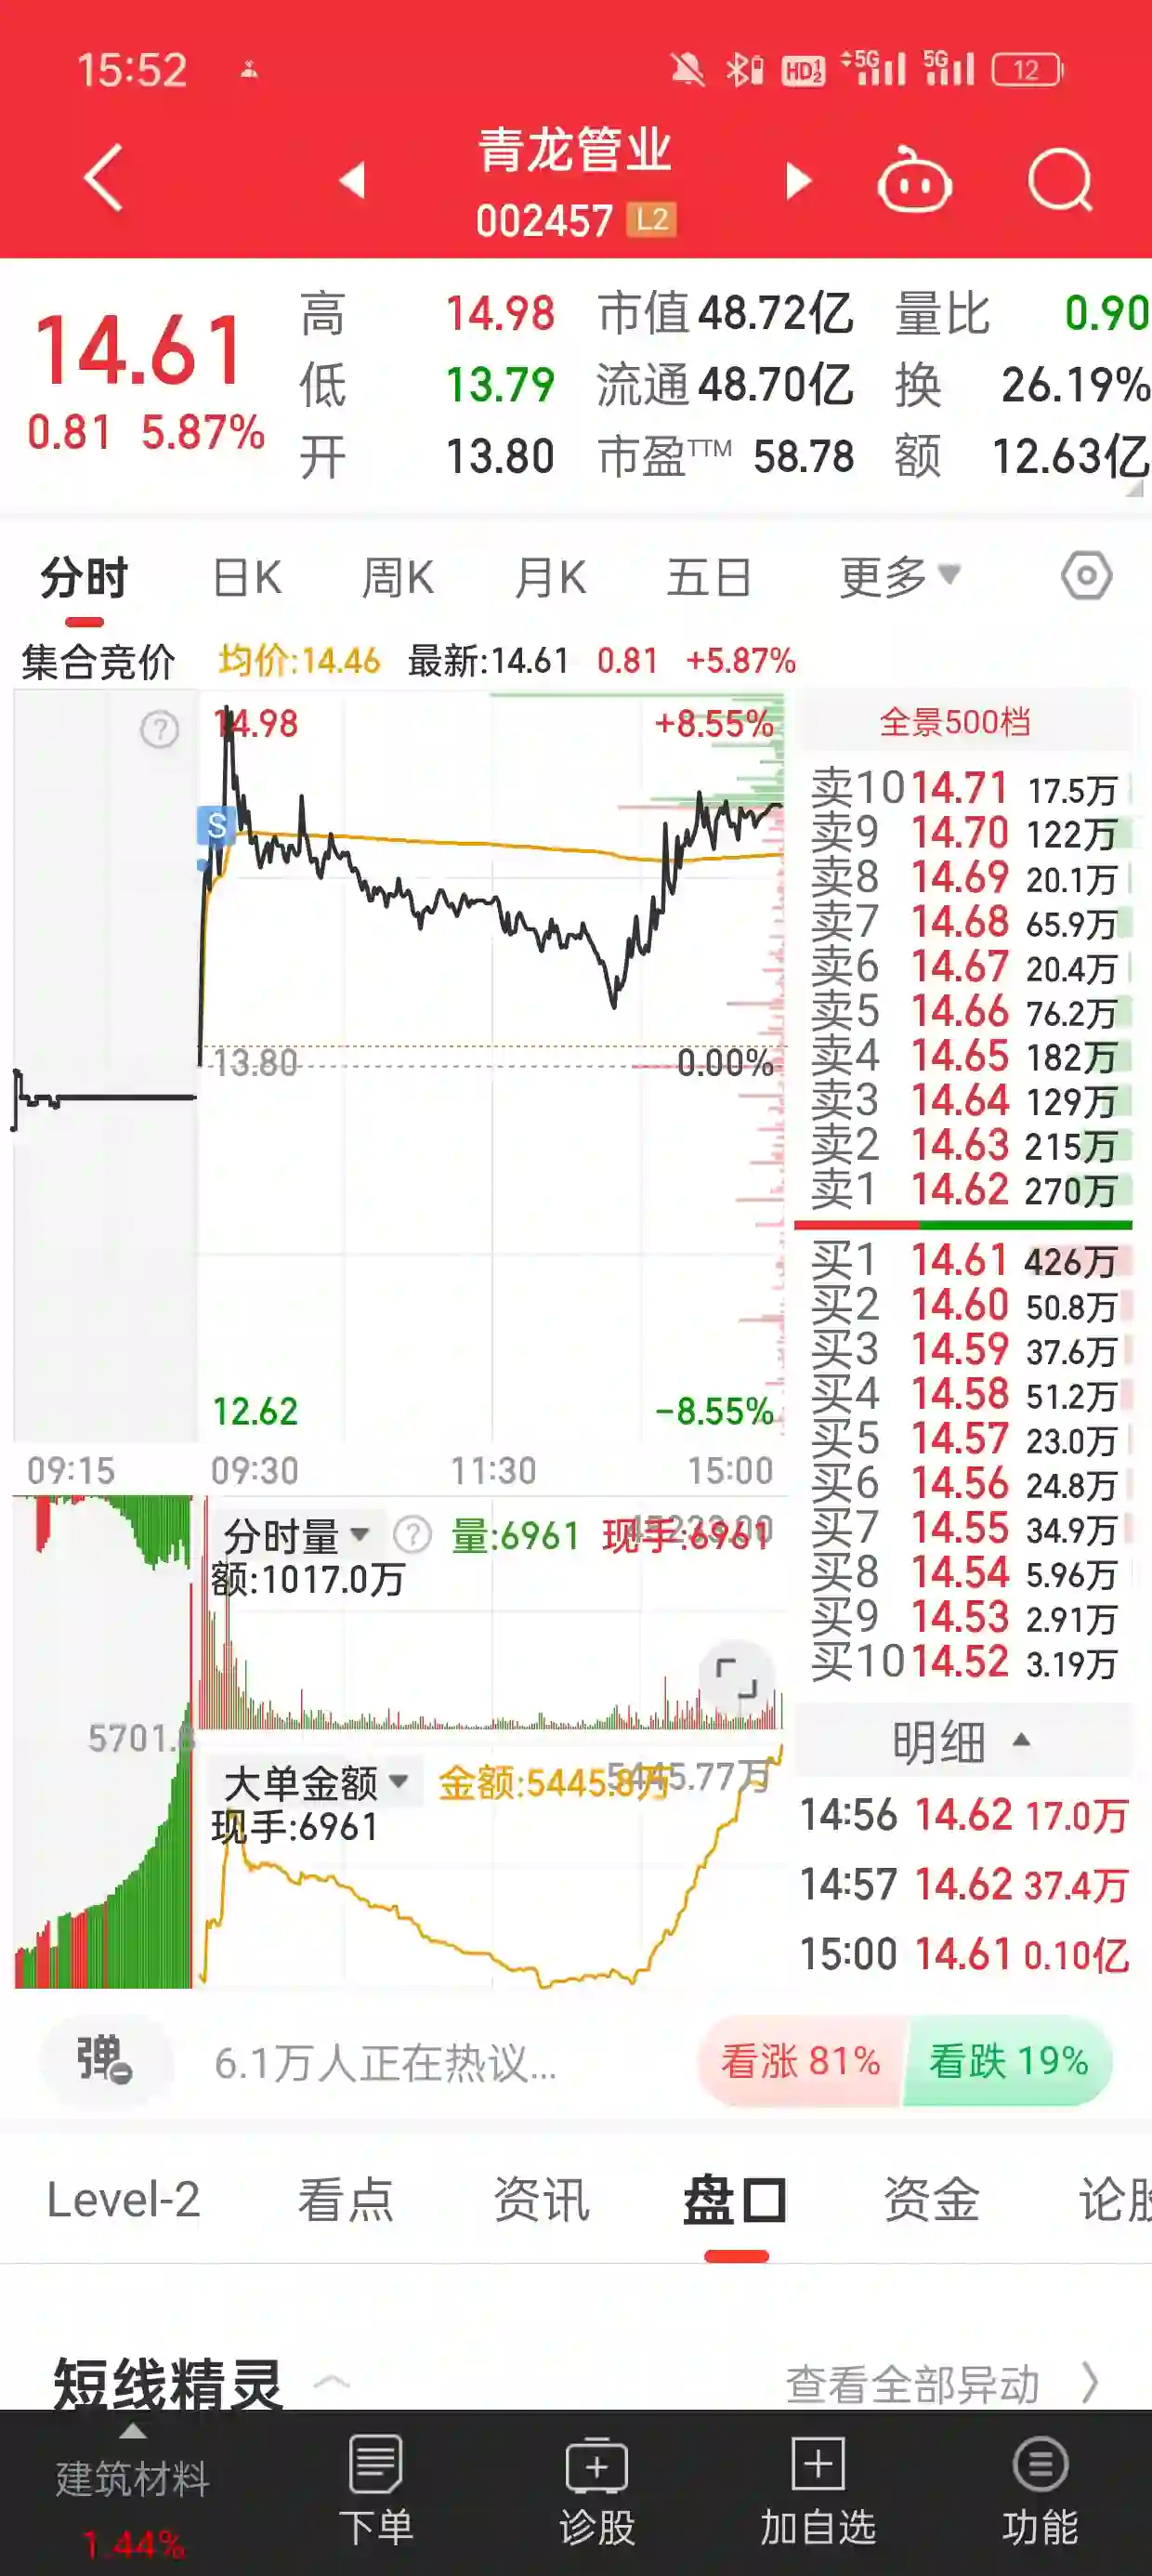 15:52
HD 1 2 5G 5G 12
青龙管业
002457 L2
14.61
0.81 5.87%
高 14.98 市值 48.72亿 量比 0.90
低 13.79 流通 48.70亿 换 26.19%
开 13.80 市盈TTM 58.78 额 12.63亿
分时 日K 周K 月K 五日 更多
集合竞价 均价:14.46 最新:14.61 0.81 +5.87%
? 14.98 +8.55%
S
13.80 0.00%
12.62 -8.55%
09:15 09:30 11:30 15:00
全景500档
卖10 14.71 17.5万
卖9 14.70 122万
卖8 14.69 20.1万
卖7 14.68 65.9万
卖6 14.67 20.4万
卖5 14.66 76.2万
卖4 14.65 182万
卖3 14.64 129万
卖2 14.63 215万
卖1 14.62 270万
买1 14.61 426万
买2 14.60 50.8万
买3 14.59 37.6万
买4 14.58 51.2万
买5 14.57 23.0万
买6 14.56 24.8万
买7 14.55 34.9万
买8 14.54 5.96万
买9 14.53 2.91万
买10 14.52 3.19万
分时量 ? 量:6961 现手:6961
额:1017.0万
5701.8
大单金额 金额:5445.8万 5445.77万
现手:6961
明细
14:56 14.62 17.0万
14:57 14.62 37.4万
15:00 14.61 0.10亿
弹 6.1万人正在热议... 看涨 81% 看跌 19%
Level-2 看点 资讯 盘口 资金 论股
短线精灵 查看全部异动
建筑材料
1.44%
下单 诊股 加自选 功能